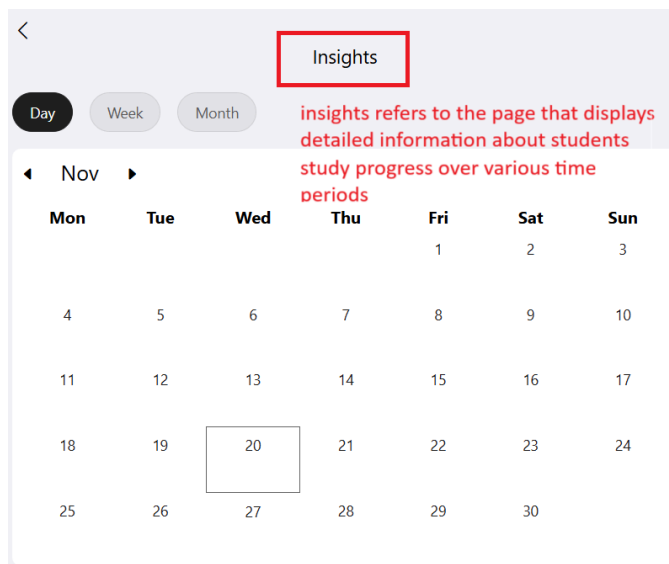 Insights
Day Week Month
insights refers to the page that displays
detailed information about students
study progress over various time
periods
Nov
Mon Tue Wed Thu Fri Sat Sun
1 2 3
4 5 6 7 8 9 10
11 12 13 14 15 16 17
18 19 20 21 22 23 24
25 26 27 28 29 30